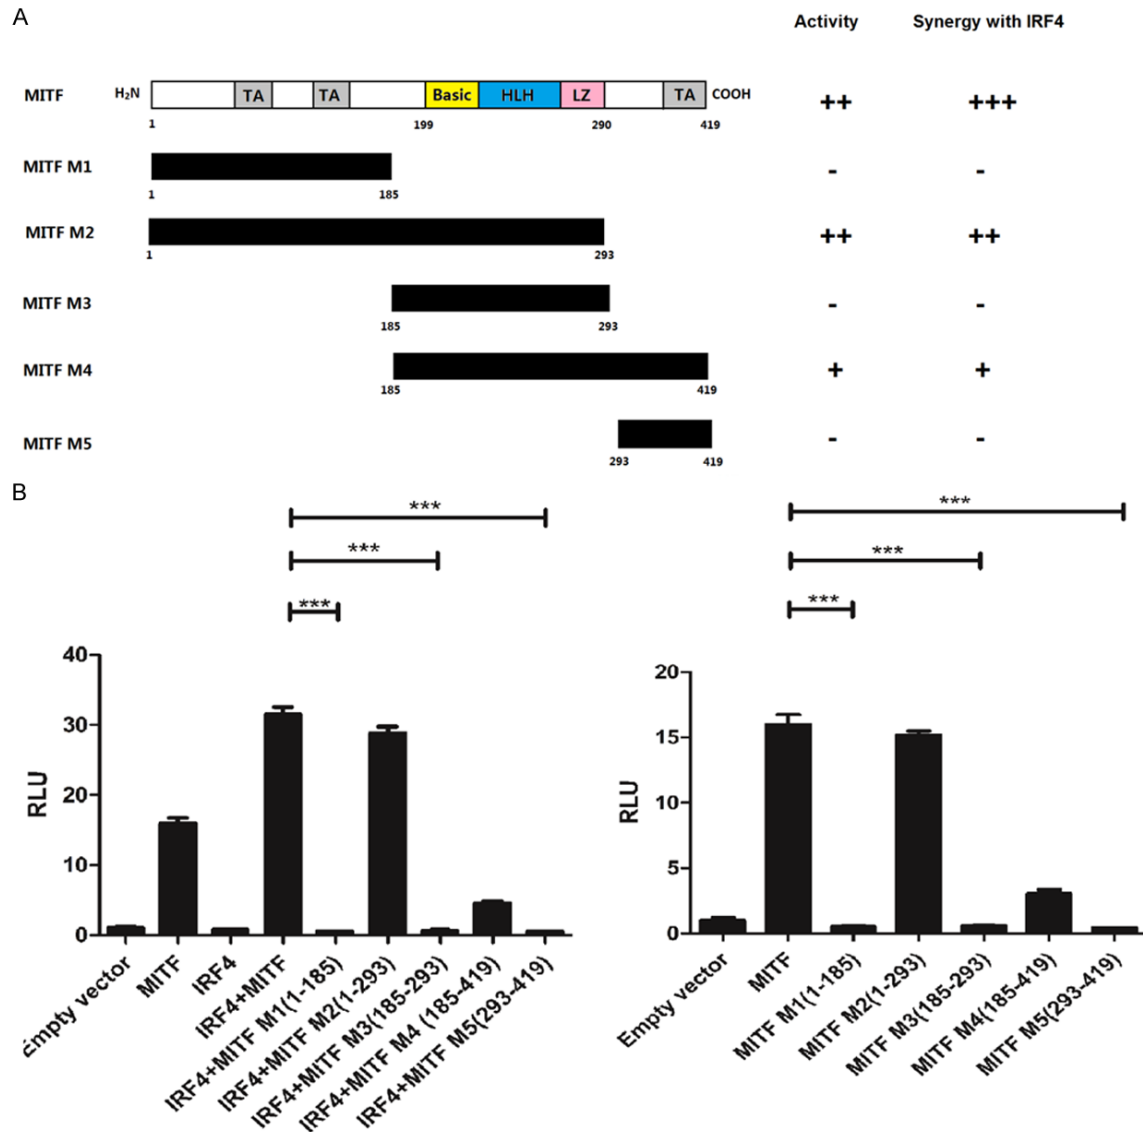 A
Activity Synergy with IRF4
MITF H₂N TA TA Basic HLH LZ TA COOH ++ +++
1 199 290 419
MITF M1 - -
1 185
MITF M2 ++ ++
1 293
MITF M3 - -
185 293
MITF M4 + +
185 419
MITF M5 - -
293 419
B
***
***
***
40
30
20
10
0
RLU
Empty vector
MITF
IRF4
IRF4+MITF
IRF4+MITF M1(1-185)
IRF4+MITF M2(1-293)
IRF4+MITF M3(185-293)
IRF4+MITF M4 (185-419)
IRF4+MITF M5(293-419)
***
***
***
20
15
10
5
0
RLU
Empty vector
MITF
MITF M1(1-185)
MITF M2(1-293)
MITF M3(185-293)
MITF M4(185-419)
MITF M5(293-419)